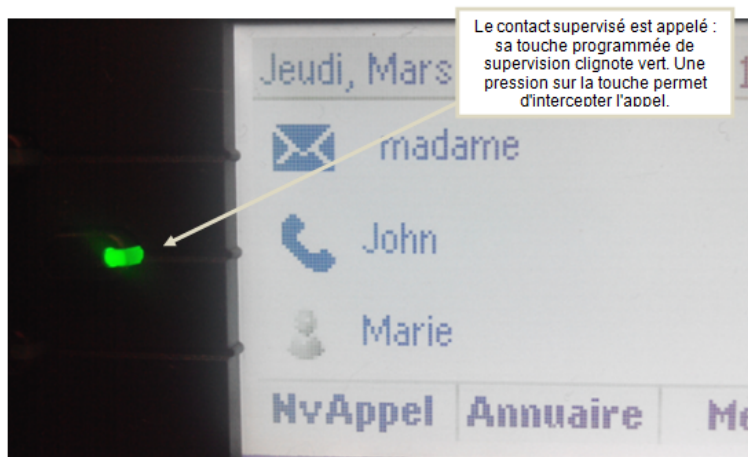 Le contact supervisé est appelé :
sa touche programmée de
supervision clignote vert. Une
pression sur la touche permet
d'intercepter l'appel.
Jeudi, Mars
madame
John
Marie
NvAppel Annuaire